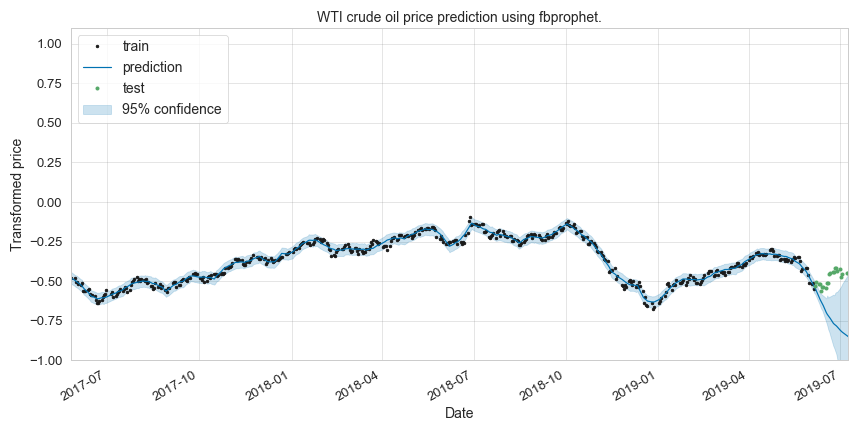 WTI crude oil price prediction using fbprophet.
train
prediction
test
95% confidence
Transformed price
1.00
0.75
0.50
0.25
0.00
−0.25
−0.50
−0.75
−1.00
2017-07
2017-10
2018-01
2018-04
2018-07
2018-10
2019-01
2019-04
2019-07
Date